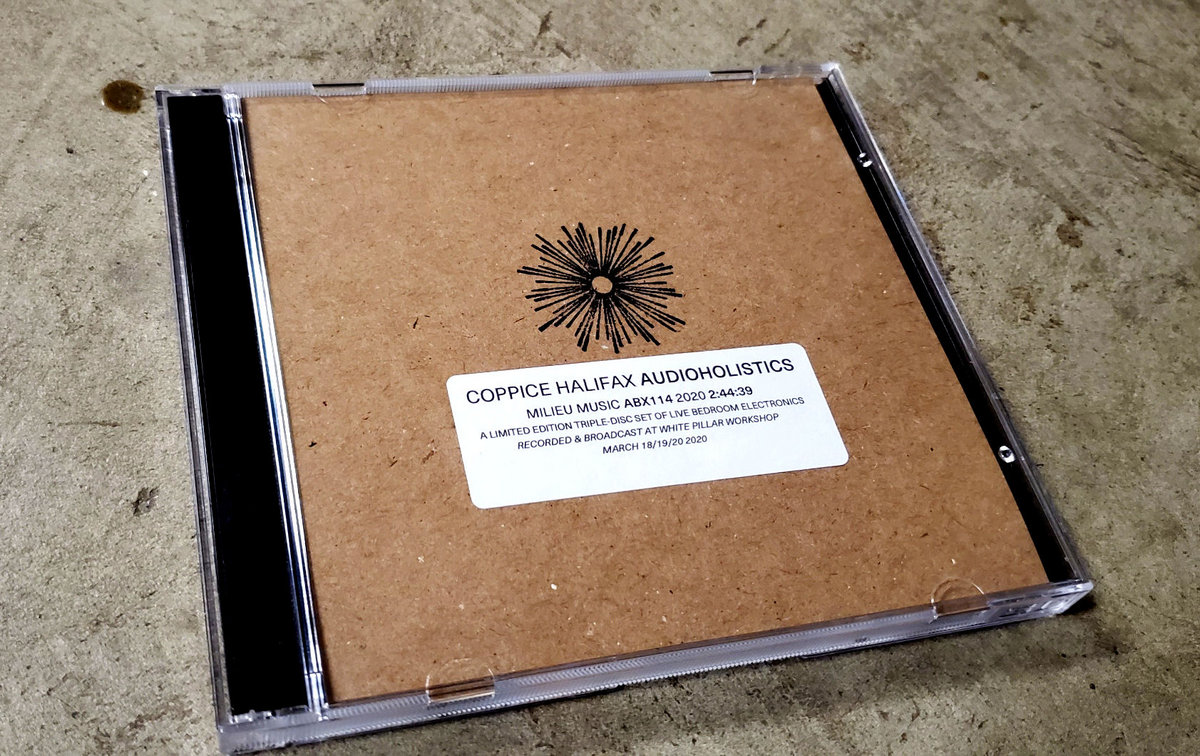 COPPICE HALIFAX AUDIOHOLISTICS
MILIEU MUSIC ABX114 2020 2:44:39
A LIMITED EDITION TRIPLE-DISC SET OF LIVE BEDROOM ELECTRONICS
RECORDED & BROADCAST AT WHITE PILLAR WORKSHOP
MARCH 18/19/20 2020